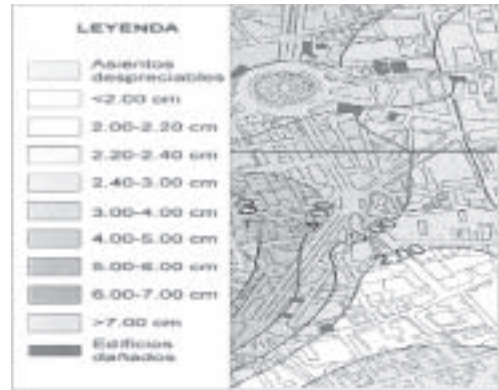 LEYENDA
Asientos
despreciables
<2.00 cm
2.00-2.20 cm
2.20-2.40 cm
2.40-3.00 cm
3.00-4.00 cm
4.00-5.00 cm
5.00-6.00 cm
6.00-7.00 cm
>7.00 cm
Edificios
dañados
2.00